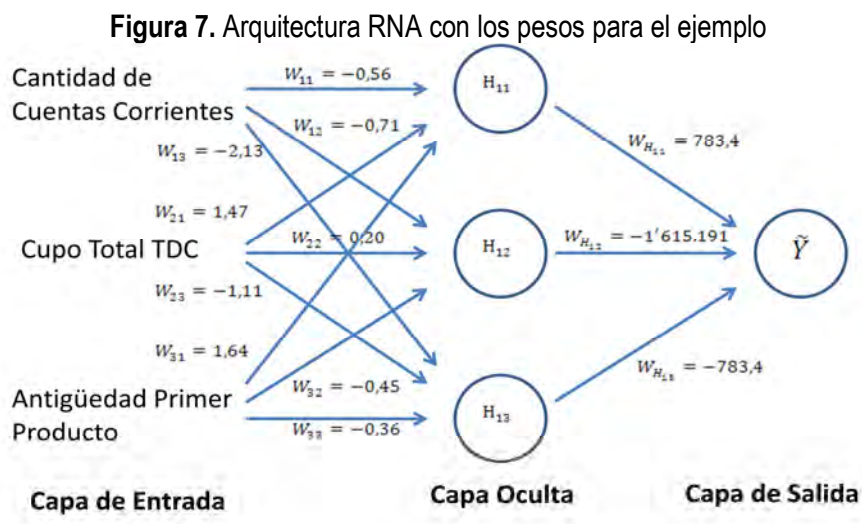 Figura 7. Arquitectura RNA con los pesos para el ejemplo
Cantidad de
Cuentas Corrientes
W₁₁ = −0,56
W₁₂ = −0,71
W₁₃ = −2,13
H₁₁
W_H₁₁ = 783,4
W₂₁ = 1,47
Cupo Total TDC
W₂₂ = 0,20
W₂₃ = −1,11
H₁₂
W_H₁₂ = −1'615.191
Ỹ
W₃₁ = 1,64
Antigüedad Primer
Producto
W₃₂ = −0,45
W₃₃ = −0.36
H₁₃
W_H₁₃ = −783,4
Capa de Entrada
Capa Oculta
Capa de Salida